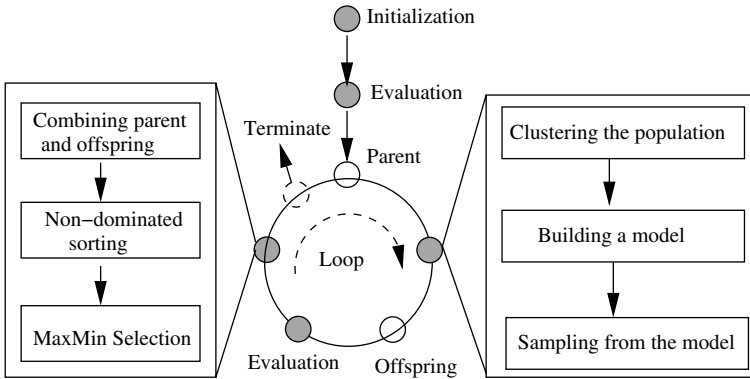 Initialization
Evaluation
Terminate
Parent
Loop
Evaluation
Offspring
Combining parent
and offspring
Non−dominated
sorting
MaxMin Selection
Clustering the population
Building a model
Sampling from the model